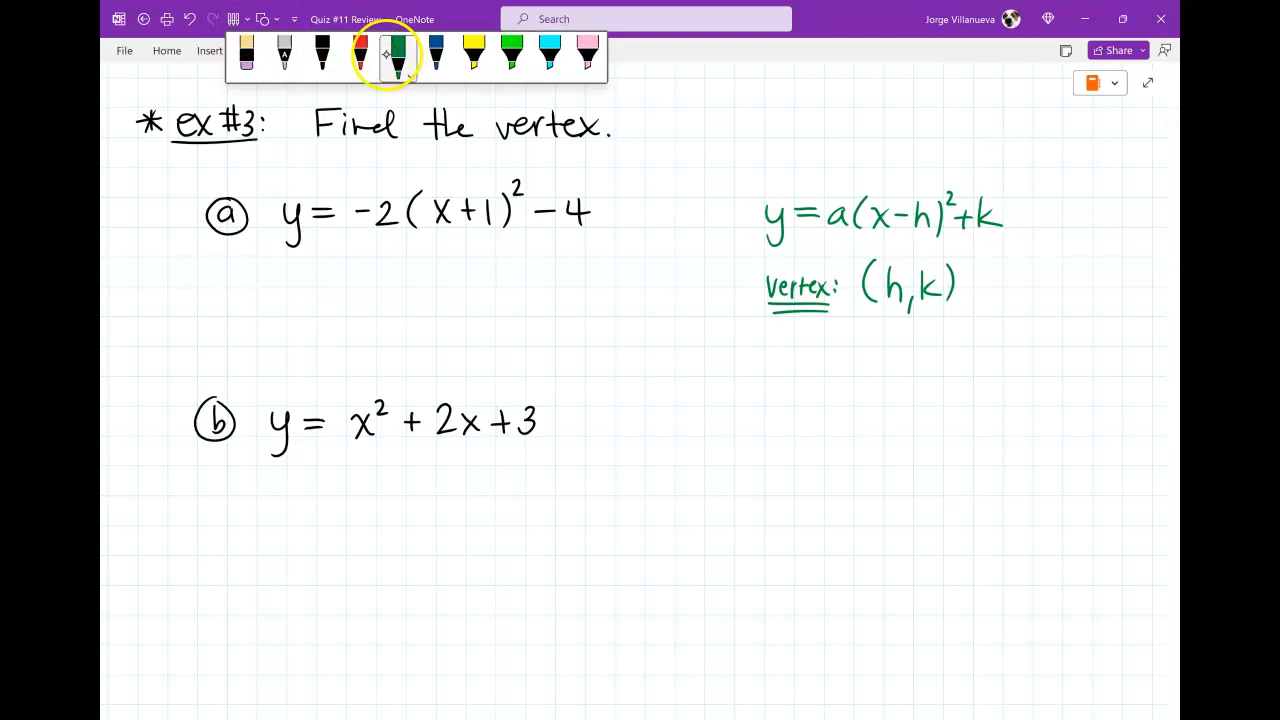 Quiz #11 Review - OneNote
Search
Jorge Villanueva
File Home Insert
Share
A
* ex #3: Find the vertex.
ⓐ y = -2(x+1)² - 4
y = a(x-h)² + k
vertex: (h,k)
ⓑ y = x² + 2x + 3